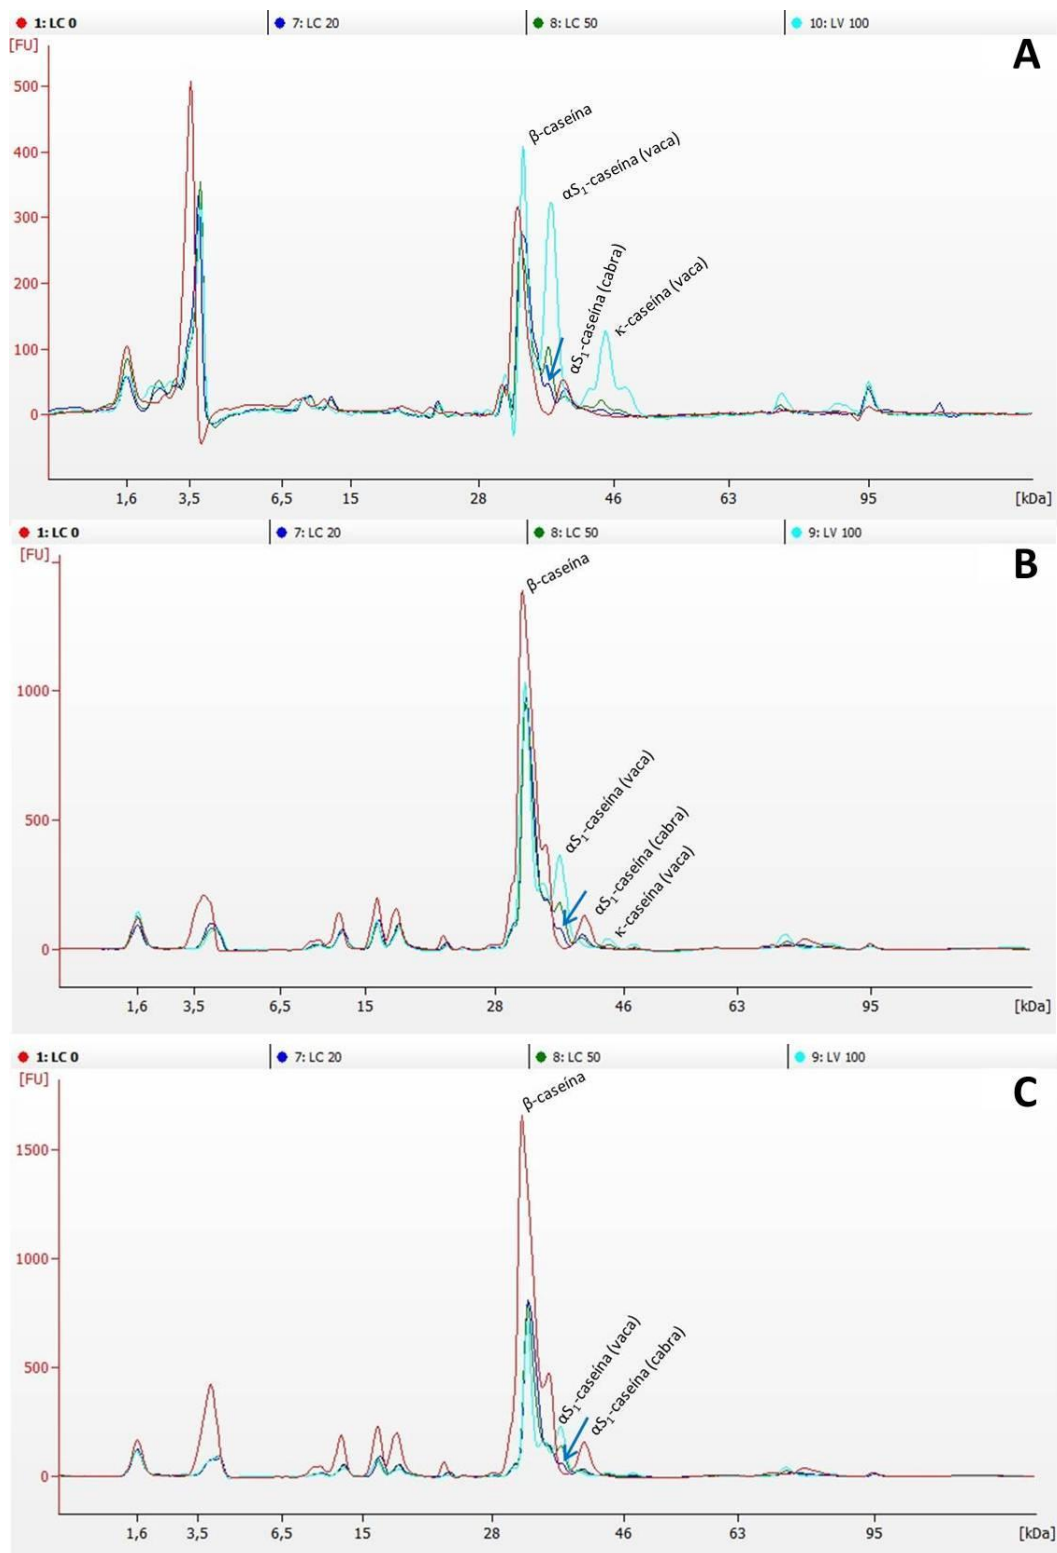 1: LC 0 7: LC 20 8: LC 50 10: LV 100
[FU]
A
500
400
300
200
100
0
β-caseína
αS₁-caseína (vaca)
αS₁-caseína (cabra)
κ-caseína (vaca)
1,6 3,5 6,5 15 28 46 63 95 [kDa]
1: LC 0 7: LC 20 8: LC 50 9: LV 100
[FU]
B
1000
500
0
β-caseína
αS₁-caseína (vaca)
αS₁-caseína (cabra)
κ-caseína (vaca)
1,6 3,5 6,5 15 28 46 63 95 [kDa]
1: LC 0 7: LC 20 8: LC 50 9: LV 100
[FU]
C
1500
1000
500
0
β-caseína
αS₁-caseína (vaca)
αS₁-caseína (cabra)
1,6 3,5 6,5 15 28 46 63 95 [kDa]